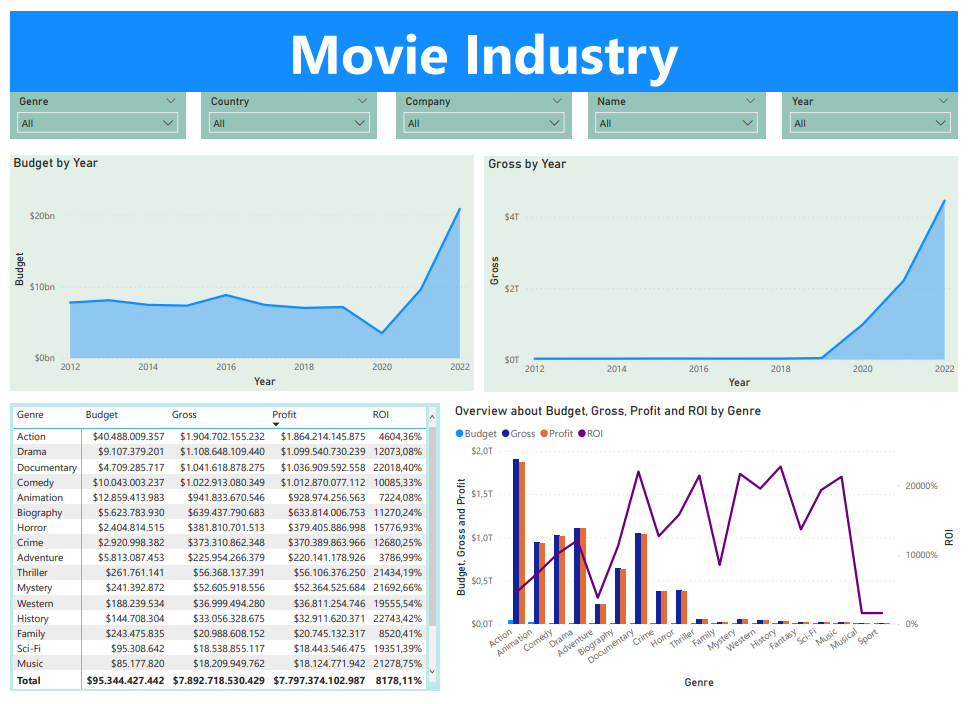 Movie Industry
Genre Country Company Name Year
All All All All All
Budget by Year
$20bn
$10bn
$0bn
Budget
2012 2014 2016 2018 2020 2022
Year
Gross by Year
$4T
$2T
$0T
Gross
2012 2014 2016 2018 2020 2022
Year
Genre Budget Gross Profit ROI
Action $40.488.009.357 $1.904.702.155.232 $1.864.214.145.875 4604,36%
Drama $9.107.379.201 $1.108.648.109.440 $1.099.540.730.239 12073,08%
Documentary $4.709.285.717 $1.041.618.878.275 $1.036.909.592.558 22018,40%
Comedy $10.043.003.237 $1.022.913.080.349 $1.012.870.077.112 10085,33%
Animation $12.859.413.983 $941.833.670.546 $928.974.256.563 7224,08%
Biography $5.623.783.930 $639.437.790.683 $633.814.006.753 11270,24%
Horror $2.404.814.515 $381.810.701.513 $379.405.886.998 15776,93%
Crime $2.920.998.382 $373.310.862.348 $370.389.863.966 12680,25%
Adventure $5.813.087.453 $225.954.266.379 $220.141.178.926 3786,99%
Thriller $261.761.141 $56.368.137.391 $56.106.376.250 21434,19%
Mystery $241.392.872 $52.605.918.556 $52.364.525.684 21692,66%
Western $188.239.534 $36.999.494.280 $36.811.254.746 19555,54%
History $144.708.304 $33.056.328.675 $32.911.620.371 22743,42%
Family $243.475.835 $20.988.608.152 $20.745.132.317 8520,41%
Sci-Fi $95.308.642 $18.538.855.117 $18.443.546.475 19351,39%
Music $85.177.820 $18.209.949.762 $18.124.771.942 21278,75%
Total $95.344.427.442 $7.892.718.530.429 $7.797.374.102.987 8178,11%
Overview about Budget, Gross, Profit and ROI by Genre
Budget Gross Profit ROI
$2,0T
$1,5T
$1,0T
$0,5T
$0,0T
Budget, Gross and Profit
20000%
10000%
0%
ROI
Action Animation Comedy Drama Adventure Biography Documentary Crime Horror Thriller Family Mystery Western History Fantasy Sci-Fi Music Musical Sport
Genre